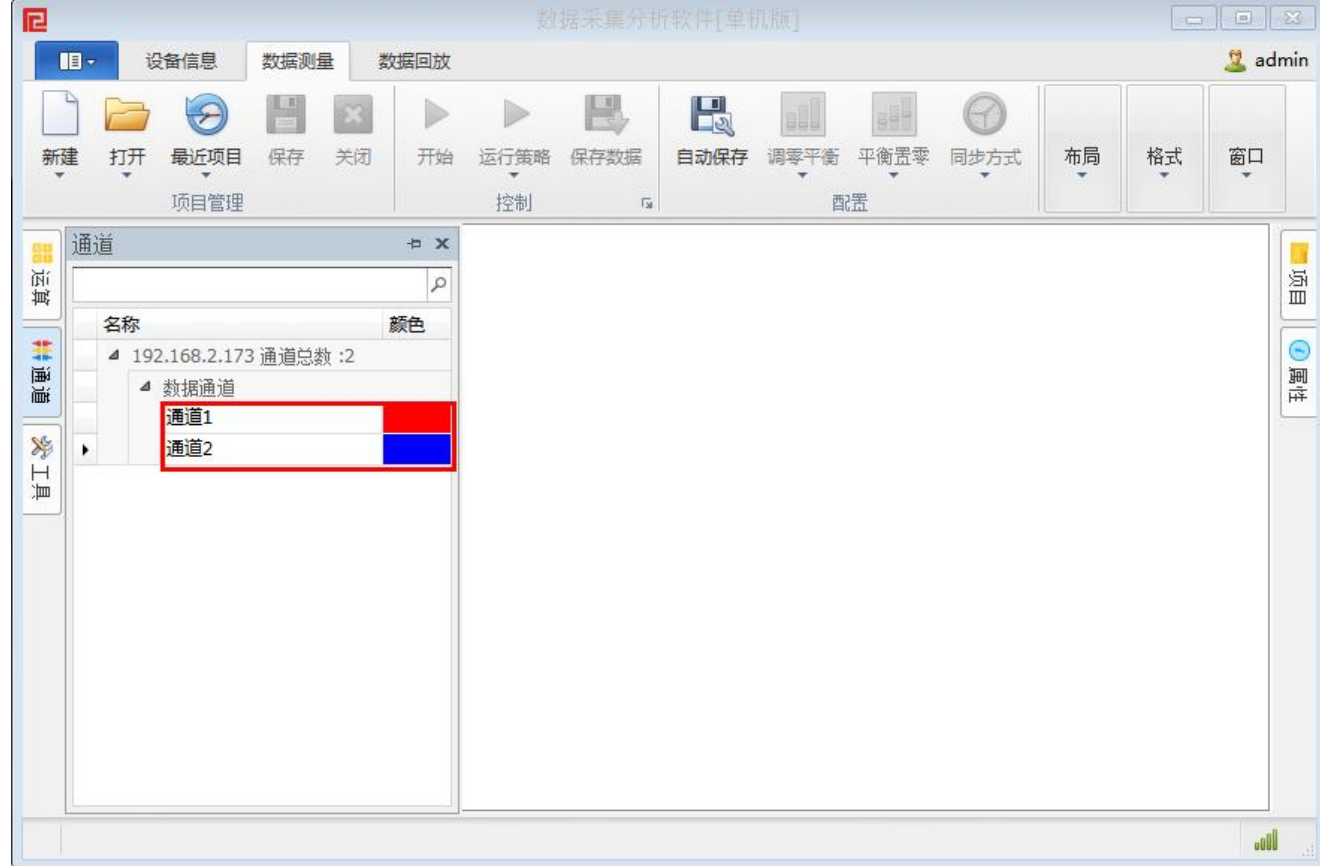 数据采集分析软件[单机版]
设备信息 数据测量 数据回放 admin
新建 打开 最近项目 保存 关闭 开始 运行策略 保存数据 自动保存 调零平衡 平衡置零 同步方式 布局 格式 窗口
项目管理 控制 配置
通道
运算
通道
工具
名称 颜色
192.168.2.173 通道总数 :2
数据通道
通道1
通道2
项目
属性